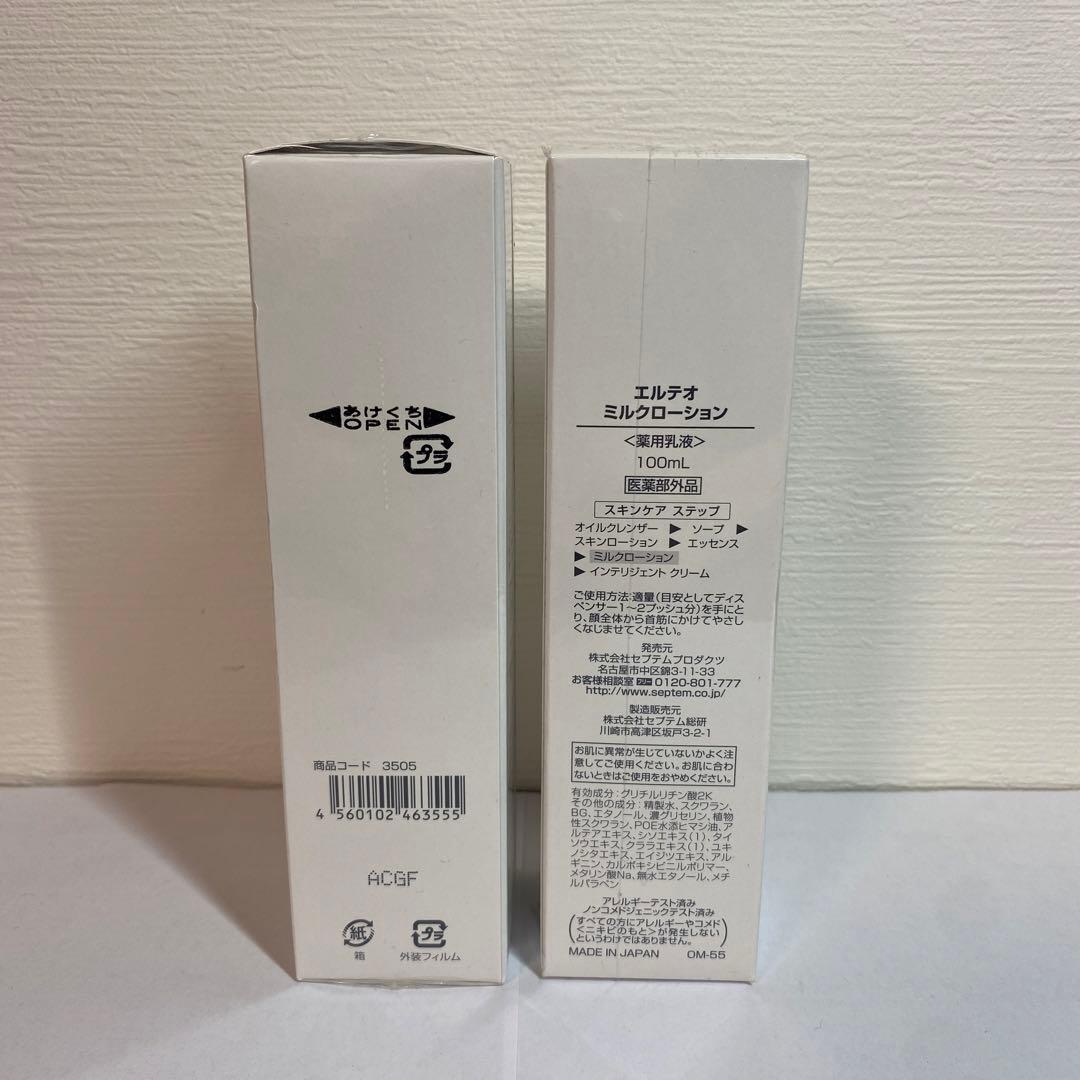 あけくち
OPEN
プラ
商品コード 3505
4 560102 463555
ACGF
紙 プラ
箱 外装フィルム
エルテオ
ミルクローション
<薬用乳液>
100mL
医薬部外品
スキンケア ステップ
オイルクレンザー ▶ ソープ ▶
スキンローション ▶ エッセンス
▶ ミルクローション
▶ インテリジェント クリーム
ご使用方法:適量(目安としてディス
ペンサー1〜2プッシュ分)を手にと
り、顔全体から首筋にかけてやさし
くなじませてください。
発売元
株式会社セプテムプロダクツ
名古屋市中区錦3-11-33
お客様相談室 フリー 0120-801-777
http://www.septem.co.jp/
製造販売元
株式会社セプテム総研
川崎市高津区坂戸3-2-1
お肌に異常が生じていないかよく注
意してご使用ください。お肌に合わ
ないときはご使用をおやめください。
有効成分:グリチルリチン酸2K
その他の成分:精製水、スクワラン、
BG、エタノール、濃グリセリン、植物
性スクワラン、POE水添ヒマシ油、ア
ルテアエキス、シソエキス(1)、タイ
ソウエキス、クララエキス(1)、ユキ
ノシタエキス、エイジツエキス、アル
ギニン、カルボキシビニルポリマー、
メタリン酸Na、無水エタノール、メチ
ルパラベン
アレルギーテスト済み
ノンコメドジェニックテスト済み
(すべての方にアレルギーやコメド
<ニキビのもと>が発生しない
というわけではありません。)
MADE IN JAPAN OM-55